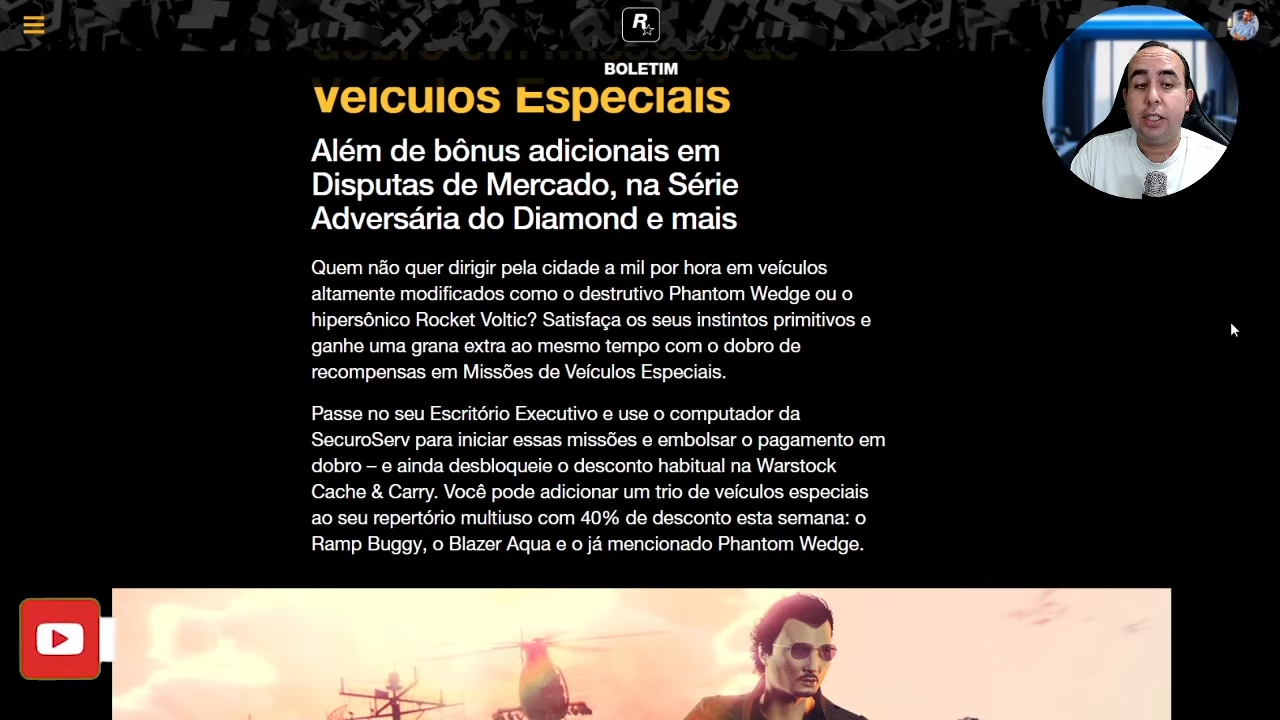 BOLETIM
Veículos Especiais
Além de bônus adicionais em
Disputas de Mercado, na Série
Adversária do Diamond e mais
Quem não quer dirigir pela cidade a mil por hora em veículos
altamente modificados como o destrutivo Phantom Wedge ou o
hipersônico Rocket Voltic? Satisfaça os seus instintos primitivos e
ganhe uma grana extra ao mesmo tempo com o dobro de
recompensas em Missões de Veículos Especiais.
Passe no seu Escritório Executivo e use o computador da
SecuroServ para iniciar essas missões e embolsar o pagamento em
dobro – e ainda desbloqueie o desconto habitual na Warstock
Cache & Carry. Você pode adicionar um trio de veículos especiais
ao seu repertório multiuso com 40% de desconto esta semana: o
Ramp Buggy, o Blazer Aqua e o já mencionado Phantom Wedge.